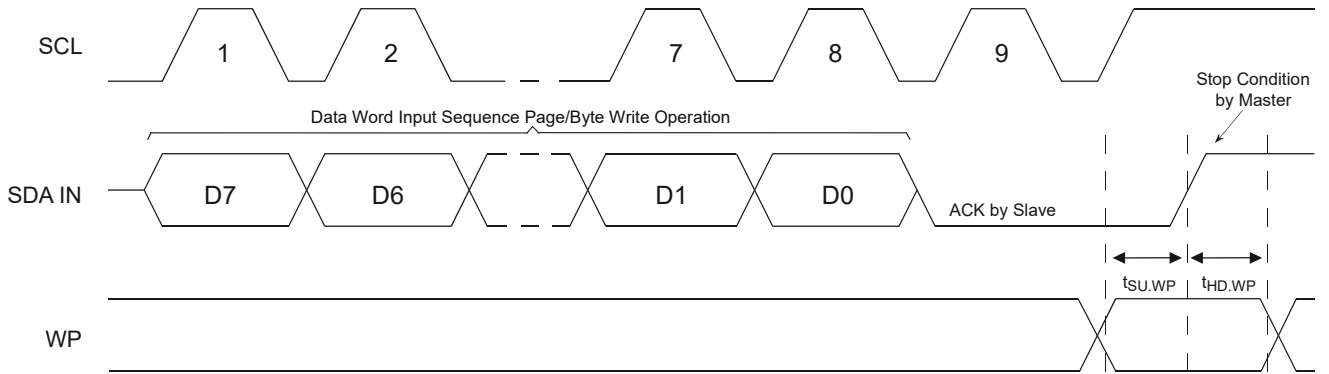 SCL
1
2
7
8
9
Stop Condition
by Master
Data Word Input Sequence Page/Byte Write Operation
SDA IN
D7
D6
D1
D0
ACK by Slave
tSU.WP
tHD.WP
WP